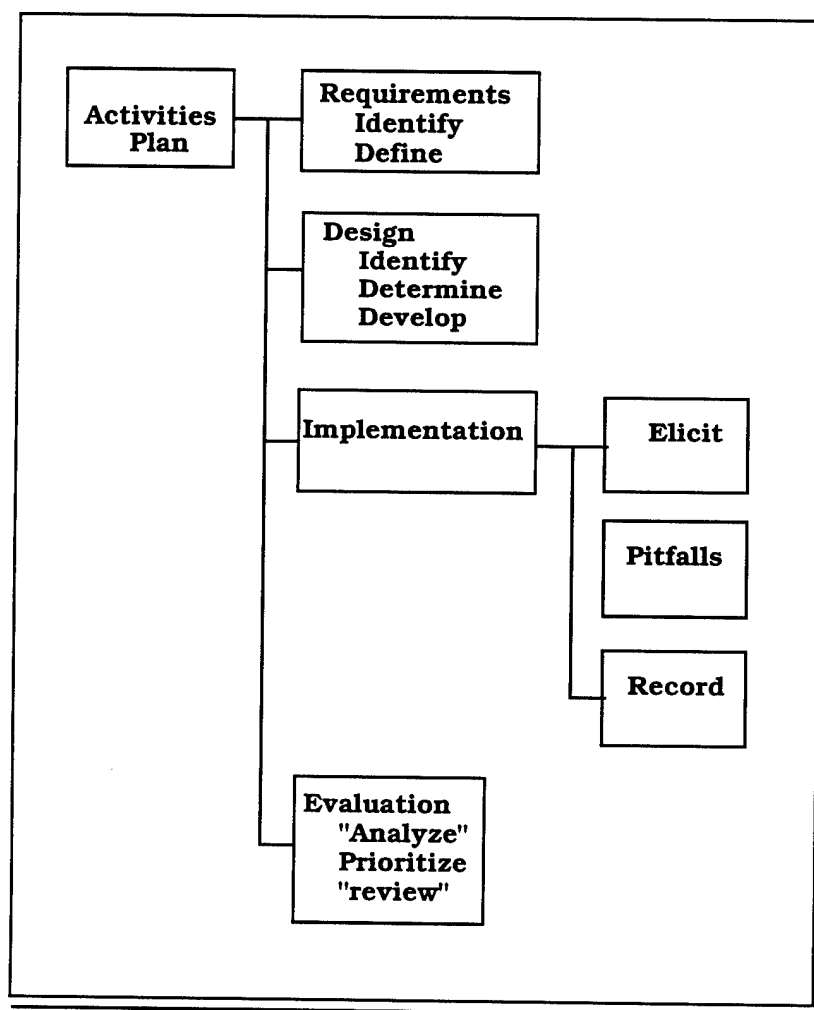 Activities
Plan
Requirements
Identify
Define
Design
Identify
Determine
Develop
Implementation
Elicit
Pitfalls
Record
Evaluation
"Analyze"
Prioritize
"review"